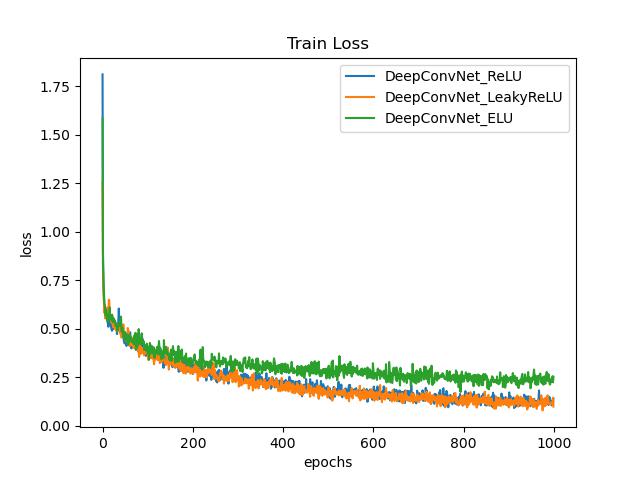 Train Loss
DeepConvNet_ReLU
DeepConvNet_LeakyReLU
DeepConvNet_ELU
loss
1.75
1.50
1.25
1.00
0.75
0.50
0.25
0.00
0 200 400 600 800 1000
epochs